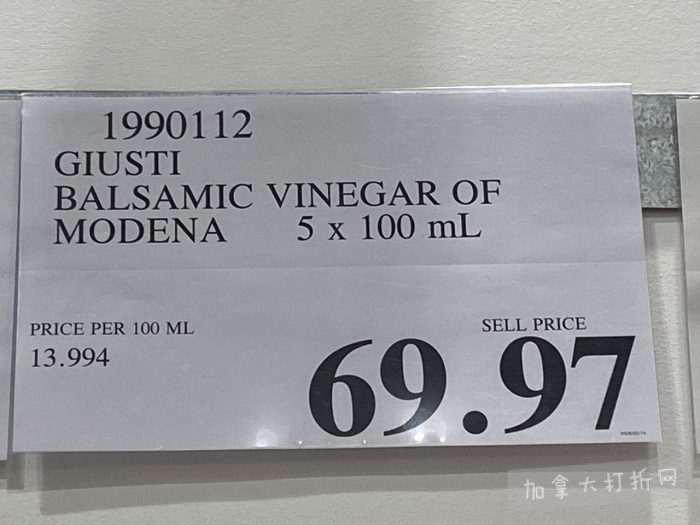 1990112
GIUSTI
BALSAMIC VINEGAR OF
MODENA 5 x 100 mL
PRICE PER 100 ML
13.994
SELL PRICE
69.97
加拿大打折网